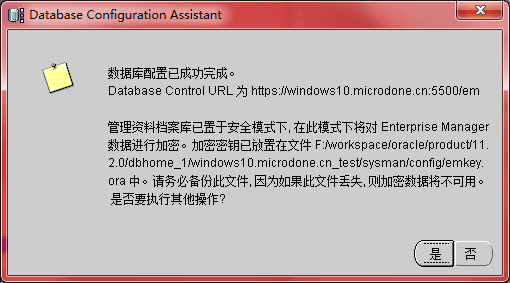 Database Configuration Assistant
数据库配置已成功完成。
Database Control URL 为 https://windows10.microdone.cn:5500/em
管理资料档案库已置于安全模式下, 在此模式下将对 Enterprise Manager
数据进行加密。加密密钥已放置在文件 F:/workspace/oracle/product/11.
2.0/dbhome_1/windows10.microdone.cn_test/sysman/config/emkey.
ora 中。请务必备份此文件, 因为如果此文件丢失, 则加密数据将不可用。
是否要执行其他操作?
是 否